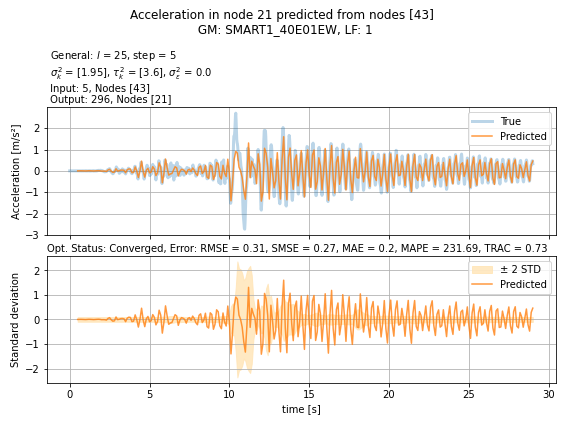 Acceleration in node 21 predicted from nodes [43]
GM: SMART1_40E01EW, LF: 1
General: l = 25, step = 5
σ²ₖ = [1.95], τ²ₖ = [3.6], σ²ε = 0.0
Input: 5, Nodes [43]
Output: 296, Nodes [21]
Acceleration [m/s²]
2
1
0
−1
−2
−3
True
Predicted
Opt. Status: Converged, Error: RMSE = 0.31, SMSE = 0.27, MAE = 0.2, MAPE = 231.69, TRAC = 0.73
Standard deviation
2
1
0
−1
−2
± 2 STD
Predicted
0 5 10 15 20 25 30
time [s]